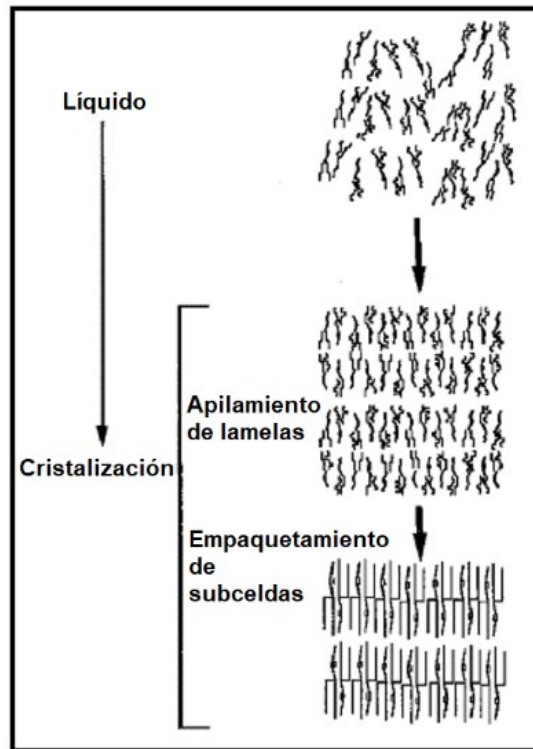 Líquido
Apilamiento
de lamelas
Cristalización
Empaquetamiento
de
subceldas